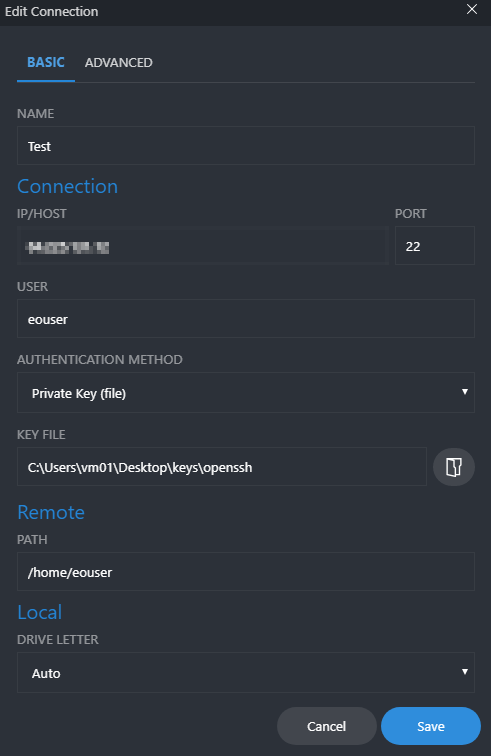 Edit Connection
BASIC ADVANCED
NAME
Test
Connection
IP/HOST PORT
22
USER
eouser
AUTHENTICATION METHOD
Private Key (file)
KEY FILE
C:\Users\vm01\Desktop\keys\openssh
Remote
PATH
/home/eouser
Local
DRIVE LETTER
Auto
Cancel Save